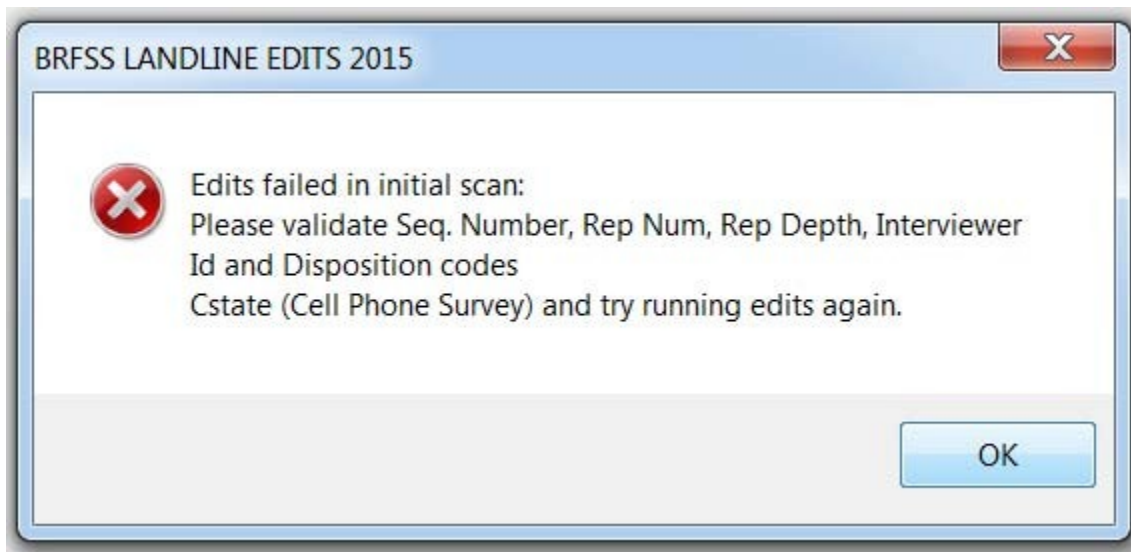 BRFSS LANDLINE EDITS 2015
Edits failed in initial scan:
Please validate Seq. Number, Rep Num, Rep Depth, Interviewer
Id and Disposition codes
Cstate (Cell Phone Survey) and try running edits again.
OK